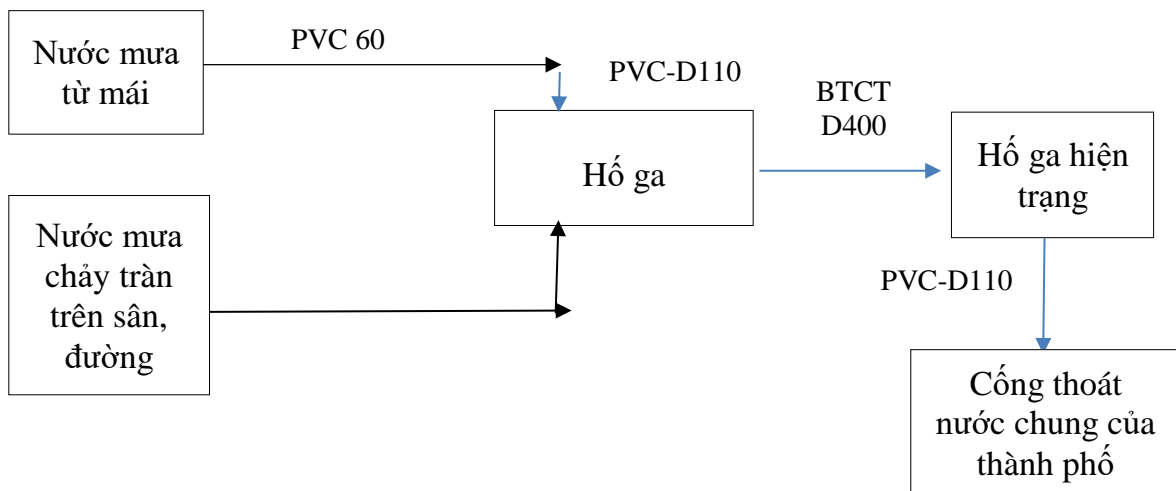 Nước mưa
từ mái
PVC 60
PVC-D110
Hố ga
BTCT
D400
Hố ga hiện
trạng
Nước mưa
chảy tràn
trên sân,
đường
PVC-D110
Cống thoát
nước chung của
thành phố